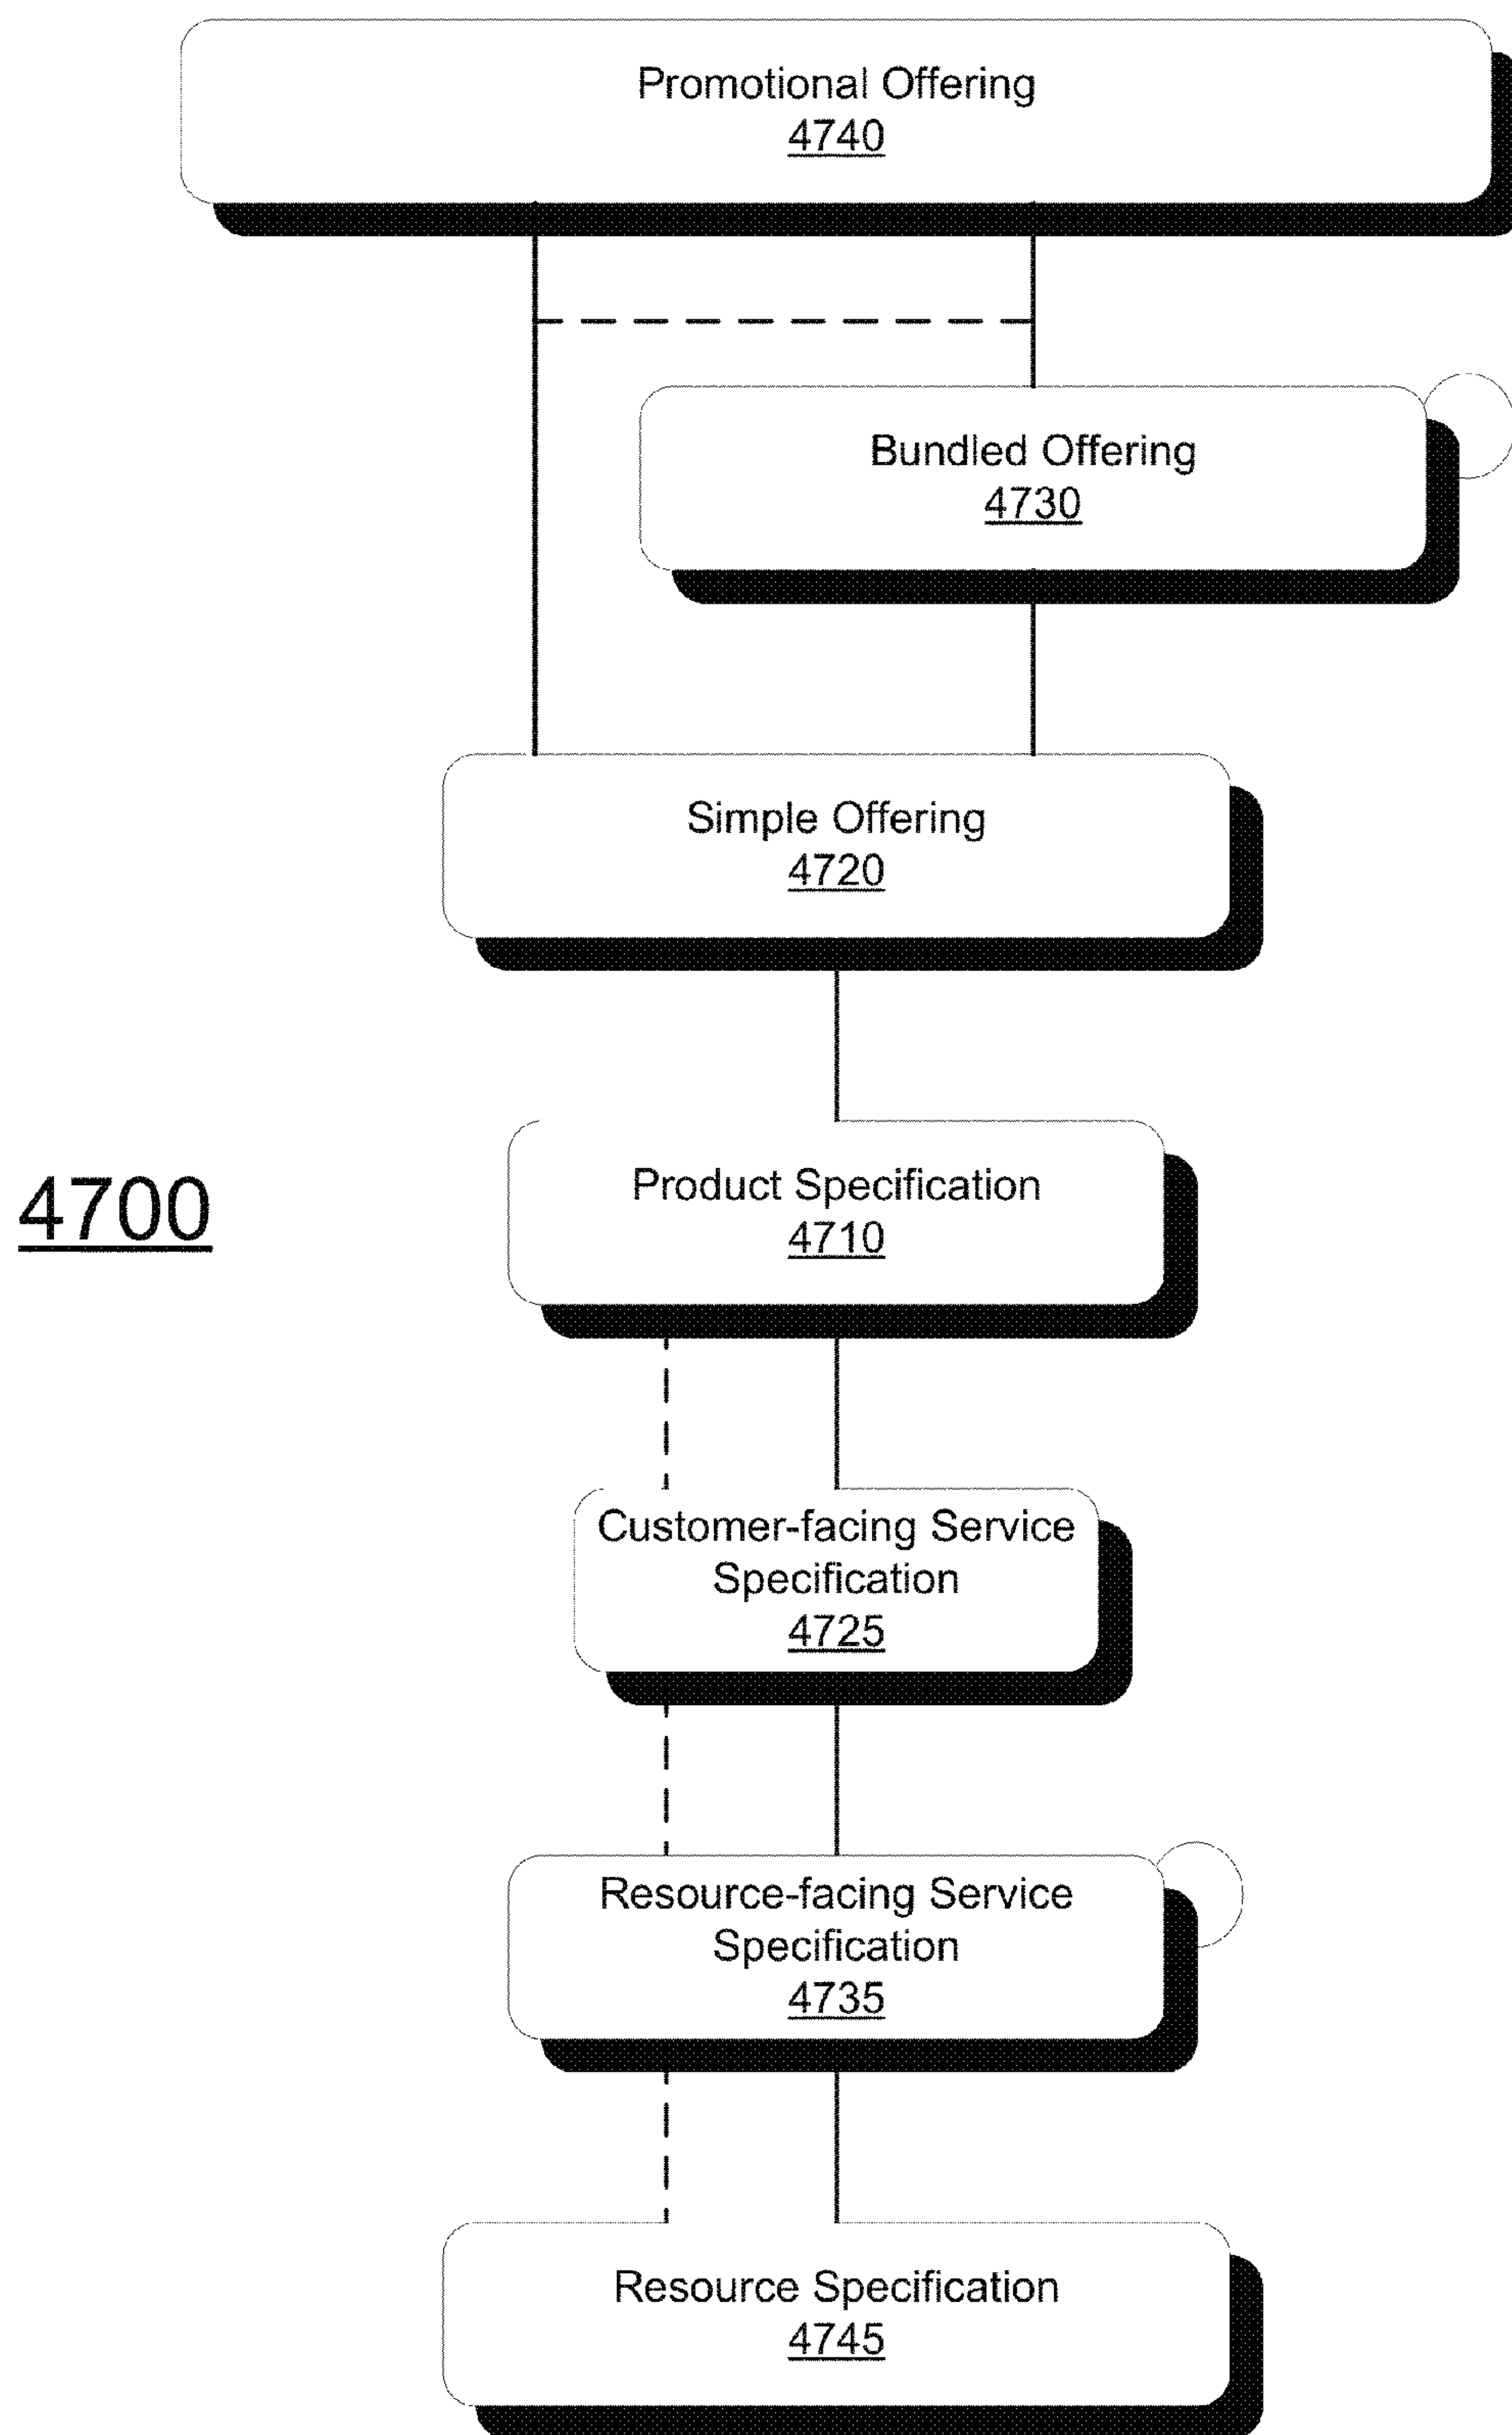 Promotional Offering
4740
Bundled Offering
4730
Simple Offering
4720
4700
Product Specification
4710
Customer-facing Service
Specification
4725
Resource-facing Service
Specification
4735
Resource Specification
4745